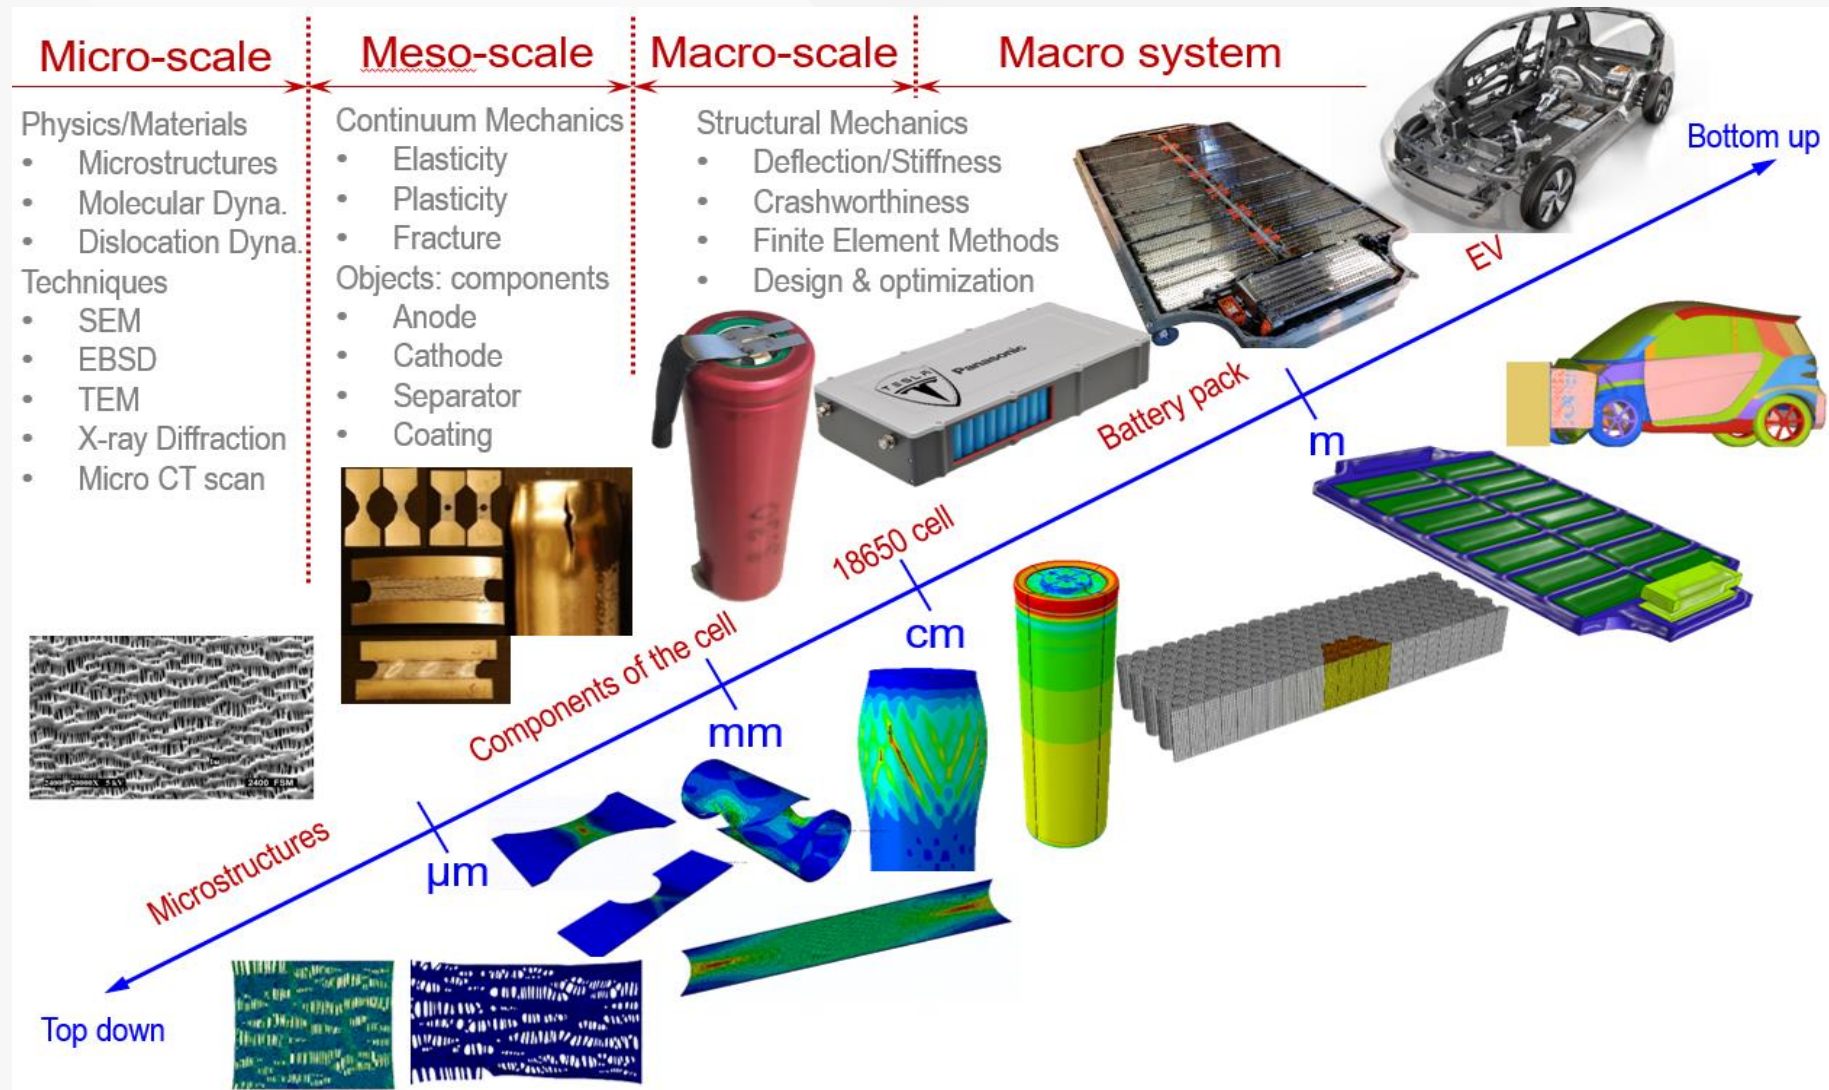 Micro-scale
Meso-scale
Macro-scale
Macro system
Physics/Materials
• Microstructures
• Molecular Dyna.
• Dislocation Dyna.
Techniques
• SEM
• EBSD
• TEM
• X-ray Diffraction
• Micro CT scan
Continuum Mechanics
• Elasticity
• Plasticity
• Fracture
Objects: components
• Anode
• Cathode
• Separator
• Coating
Structural Mechanics
• Deflection/Stiffness
• Crashworthiness
• Finite Element Methods
• Design & optimization
Bottom up
EV
TESLA
Panasonic
Battery pack
m
18650 cell
cm
Components of the cell
mm
2400 FSM
µm
Microstructures
Top down